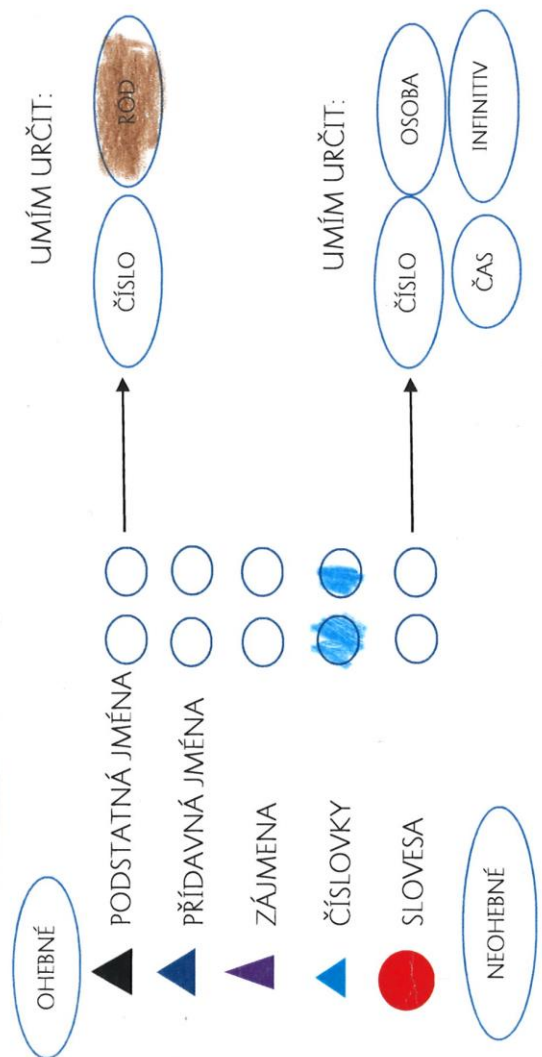 OHEBNÉ
PODSTATNÁ JMÉNA
PŘÍDAVNÁ JMÉNA
ZÁJMENA
ČÍSLOVKY
SLOVESA
NEOHEBNÉ
UMÍM URČIT:
ČÍSLO
ROD
UMÍM URČIT:
ČÍSLO
OSOBA
ČAS
INFINITIV